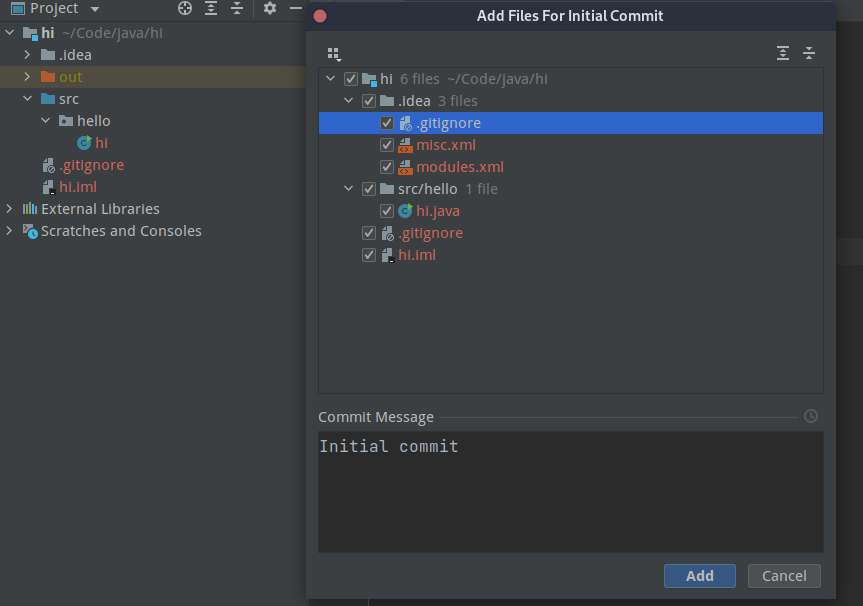 Project
hi ~/Code/java/hi
.idea
out
src
hello
hi
.gitignore
hi.iml
External Libraries
Scratches and Consoles
Add Files For Initial Commit
hi 6 files ~/Code/java/hi
.idea 3 files
.gitignore
misc.xml
modules.xml
src/hello 1 file
hi.java
.gitignore
hi.iml
Commit Message
Initial commit
Add
Cancel